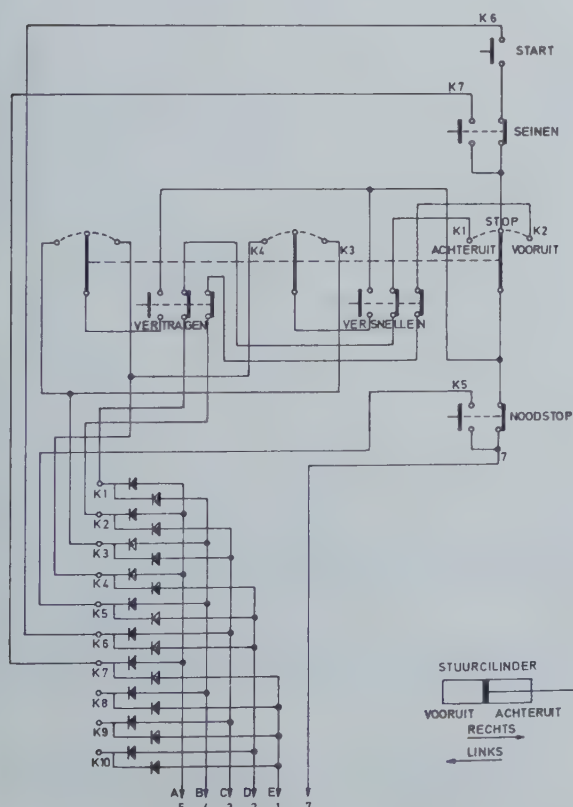 K6
START
K7
SEINEN
STOP
K1
K2
ACHTERUIT
VOORUIT
K4
K3
VERTRAGEN
VERSNELLEN
K5
NOODSTOP
7
K1
K2
K3
K4
K5
K6
K7
K8
K9
K10
STUURCILINDER
VOORUIT
ACHTERUIT
RECHTS
LINKS
A B C D E
5 4 3 2 1 7